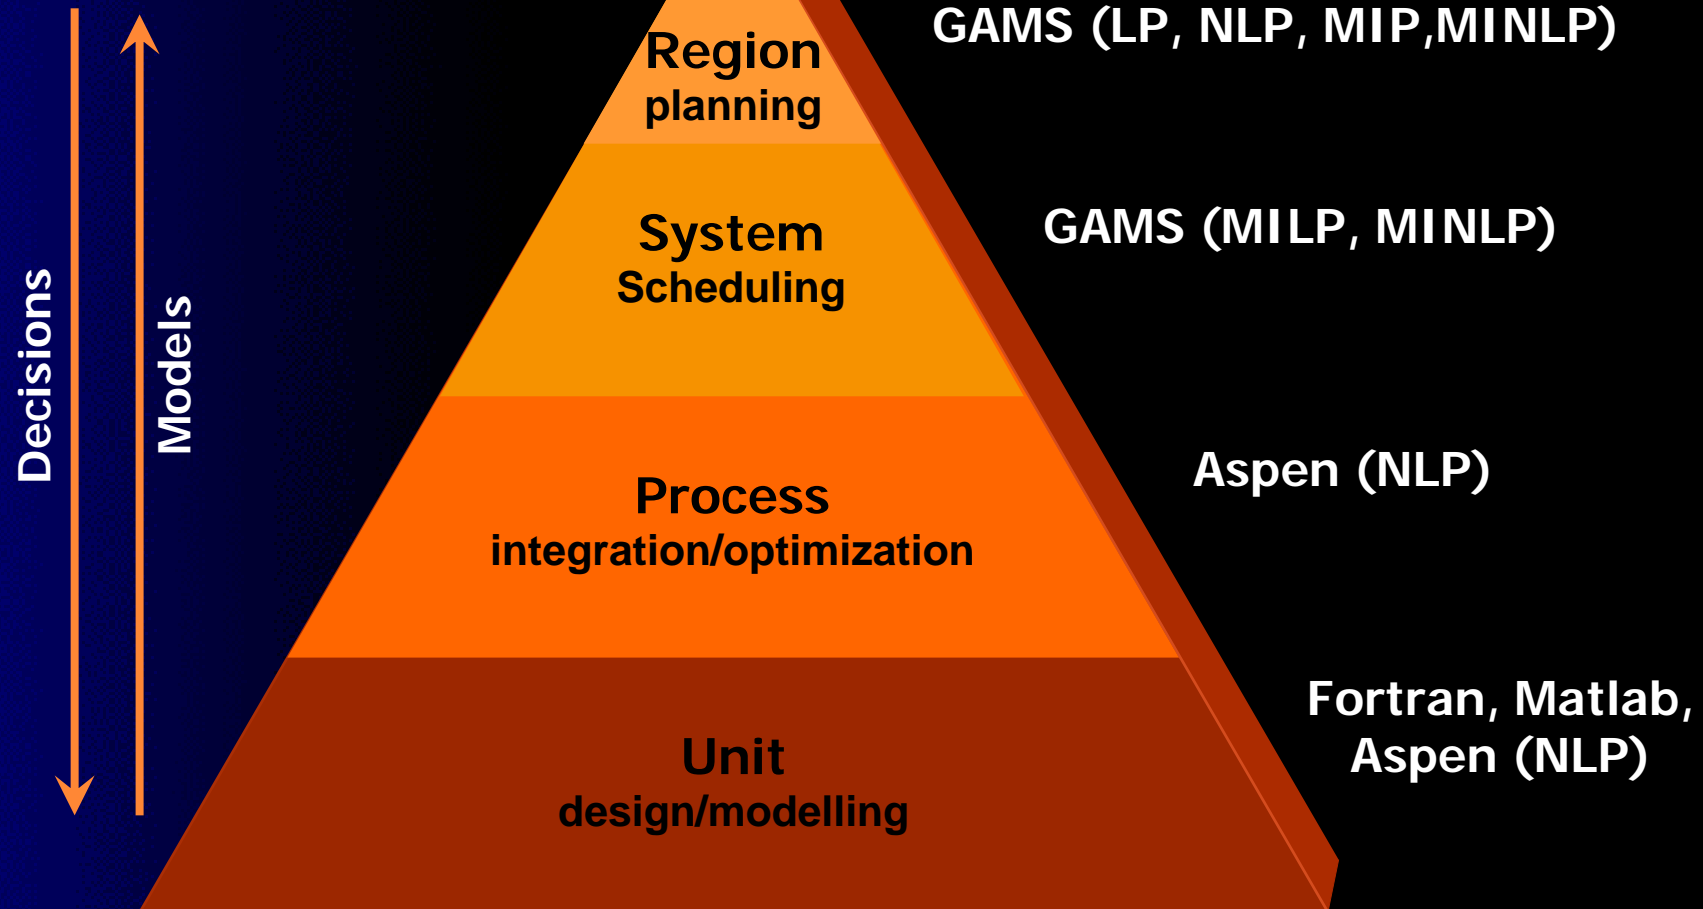 GAMS (LP, NLP, MIP,MINLP)
Region
planning
System
Scheduling
GAMS (MILP, MINLP)
Decisions
Models
Process
integration/optimization
Aspen (NLP)
Unit
design/modelling
Fortran, Matlab,
Aspen (NLP)